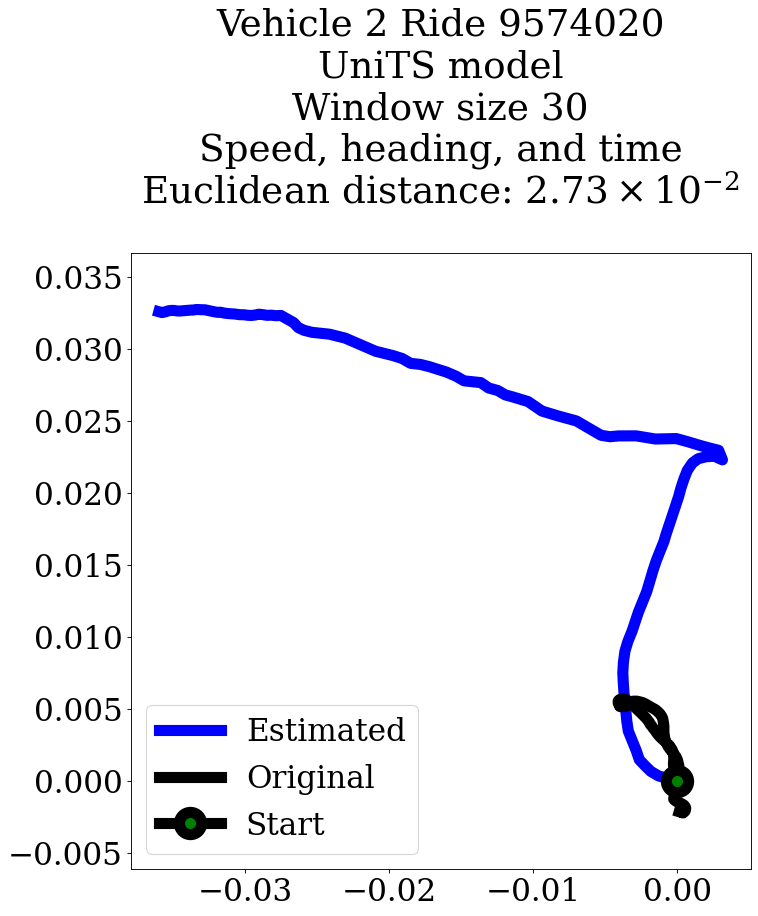 Vehicle 2 Ride 9574020
UniTS model
Window size 30
Speed, heading, and time
Euclidean distance: 2.73 × 10⁻²
0.035
0.030
0.025
0.020
0.015
0.010
0.005
0.000
−0.005
Estimated
Original
Start
−0.03 −0.02 −0.01 0.00